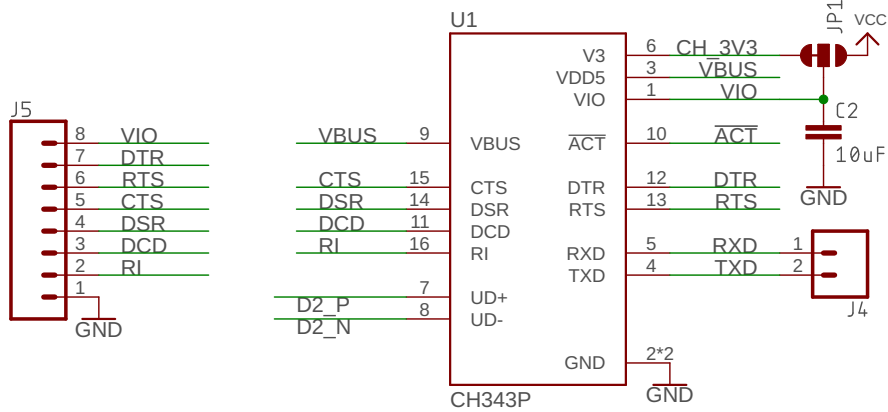 U1
JP1
VCC
V3 6 CH_3V3
VDD5 3 VBUS
VIO 1 VIO
J5
8 VIO
7 DTR
6 RTS
5 CTS
4 DSR
3 DCD
2 RI
1
GND
VBUS 9 VBUS
CTS 15 CTS
DSR 14 DSR
DCD 11 DCD
RI 16 RI
7 UD+
D2_P
8 UD-
D2_N
ACT 10 ACT
DTR 12 DTR
RTS 13 RTS
RXD 5 RXD 1
TXD 4 TXD 2
J4
C2
10uF
GND
GND 2*2
GND
CH343P